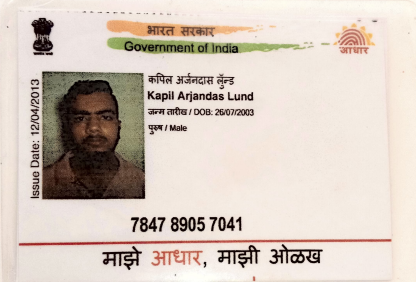 भारत सरकार
Government of India
आधार
Issue Date: 12/04/2013
कपिल अर्जनदास लुॅन्ड
Kapil Arjandas Lund
जन्म तारीख / DOB: 26/07/2003
पुरुष / Male
7847 8905 7041
माझे आधार, माझी ओळख